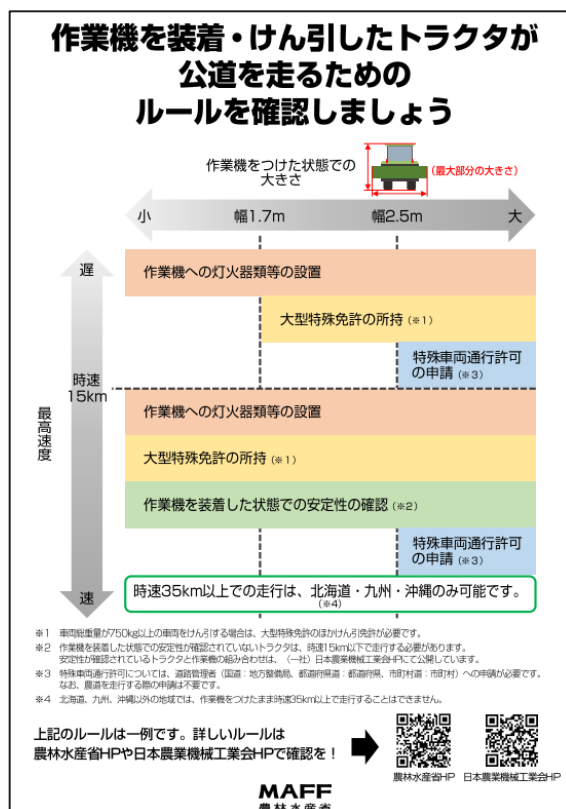 作業機を装着・けん引したトラクタが
公道を走るための
ルールを確認しましょう
作業機をつけた状態での
大きさ
(最大部分の大きさ)
小 幅1.7m 幅2.5m 大
遅
時速
15km
最高速度
速
作業機への灯火器類等の設置
大型特殊免許の所持 (※1)
特殊車両通行許可
の申請 (※3)
作業機への灯火器類等の設置
大型特殊免許の所持 (※1)
作業機を装着した状態での安定性の確認 (※2)
特殊車両通行許可
の申請 (※3)
時速35km以上での走行は、北海道・九州・沖縄のみ可能です。
(※4)
※1 車両総重量が750kg以上の車両をけん引する場合は、大型特殊免許のほかけん引免許が必要です。
※2 作業機を装着した状態での安定性が確認されていないトラクタは、時速15km以下で走行する必要があります。
安定性が確認されているトラクタと作業機の組み合わせは、(一社)日本農業機械工業会HPにて公開しています。
※3 特殊車両通行許可については、道路管理者(国道：地方整備局、都道府県道：都道府県、市町村道：市町村)への申請が必要です。
なお、農道を走行する際の申請は不要です。
※4 北海道、九州、沖縄以外の地域では、作業機をつけたまま時速35km以上で走行することはできません。
上記のルールは一例です。詳しいルールは
農林水産省HPや日本農業機械工業会HPで確認を！
農林水産省HP 日本農業機械工業会HP
MAFF
農林水産省